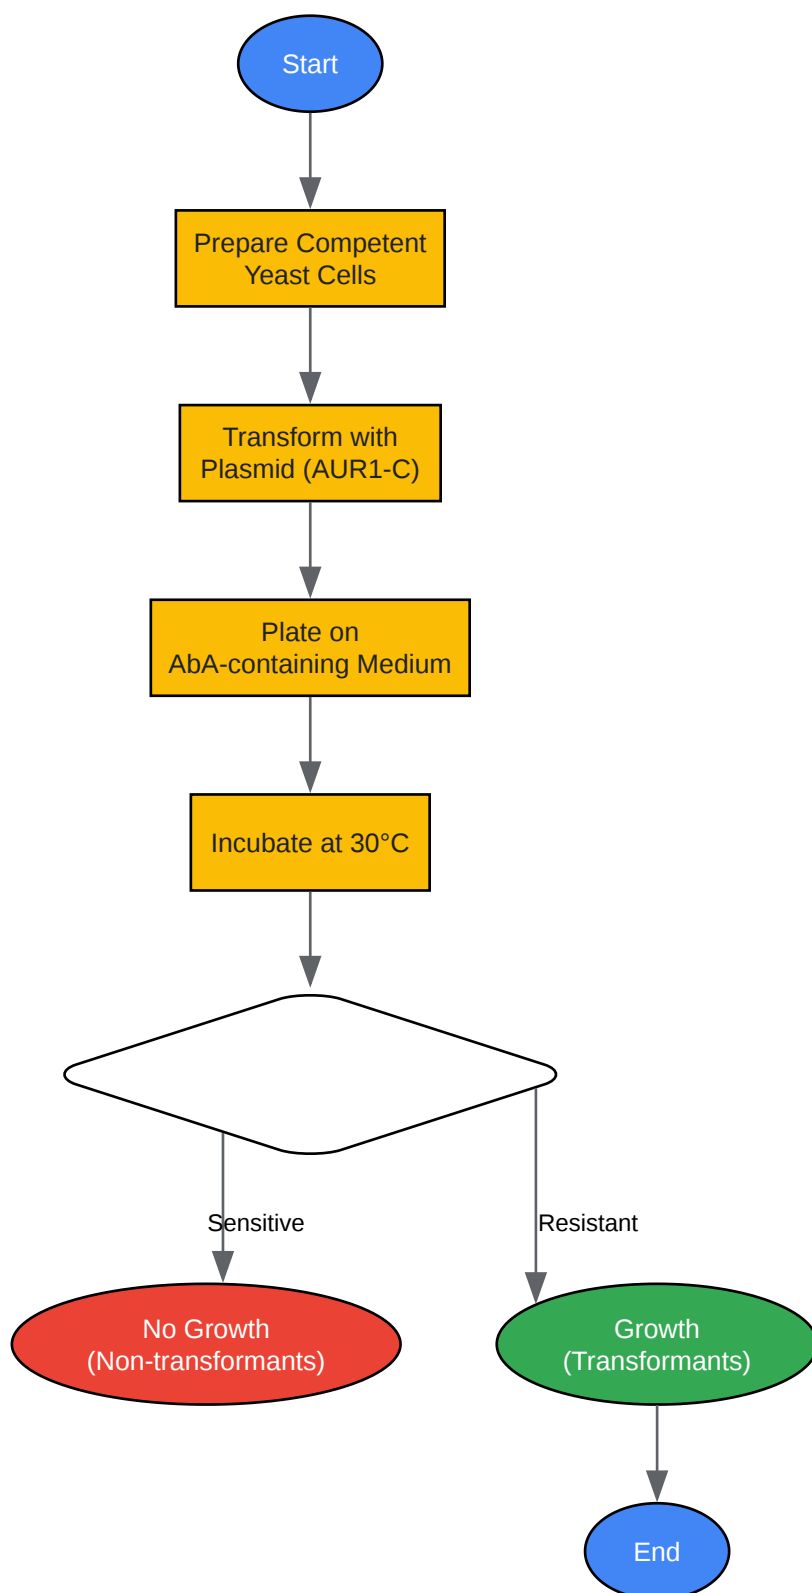 Start
Prepare Competent
Yeast Cells
Transform with
Plasmid (AUR1-C)
Plate on
AbA-containing Medium
Incubate at 30°C
Sensitive
Resistant
No Growth
(Non-transformants)
Growth
(Transformants)
End